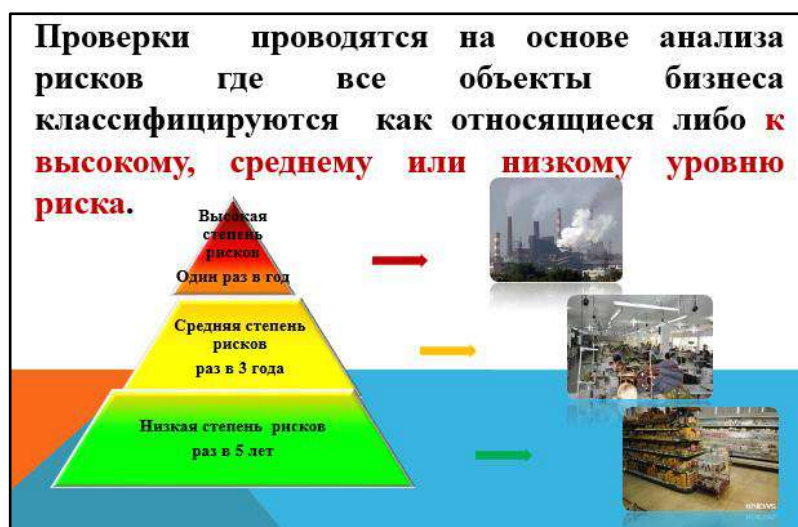 Проверки проводятся на основе анализа
рисков где все объекты бизнеса
классифицируются как относящиеся либо к
высокому, среднему или низкому уровню
риска.
Высокая
степень
рисков
Один раз в год
Средняя степень
рисков
раз в 3 года
Низкая степень рисков
раз в 5 лет